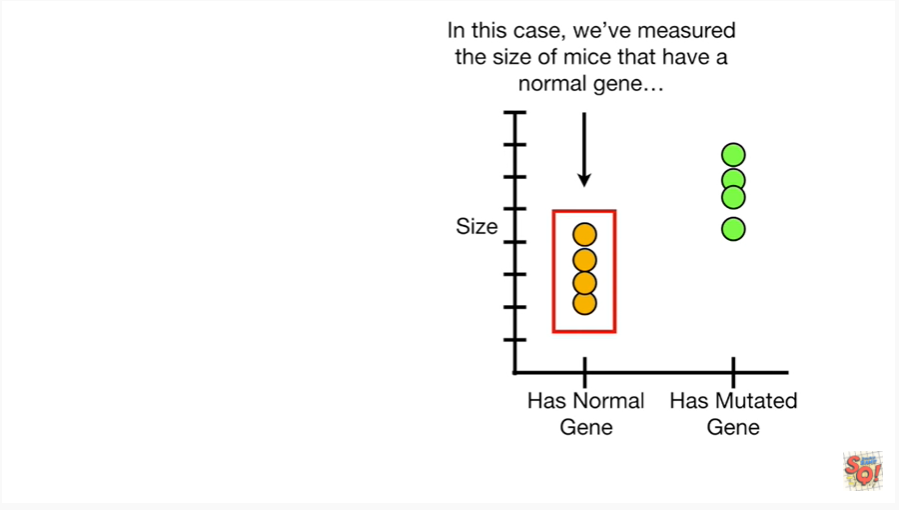 In this case, we’ve measured
the size of mice that have a
normal gene…
Size
Has Normal
Gene
Has Mutated
Gene
SQ!